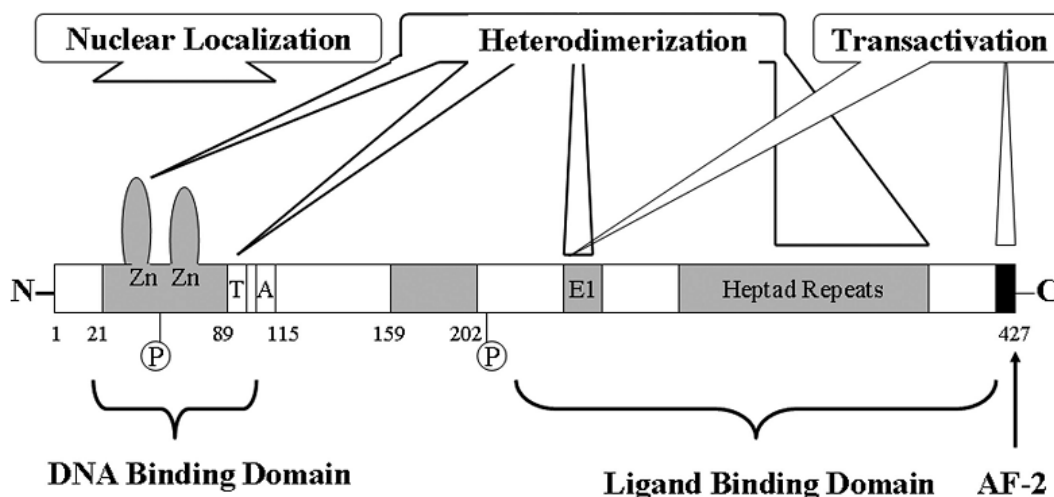 Nuclear Localization
Heterodimerization
Transactivation
Zn Zn
N T A E1 Heptad Repeats C
1 21 89 115 159 202 427
P P
DNA Binding Domain
Ligand Binding Domain
AF-2